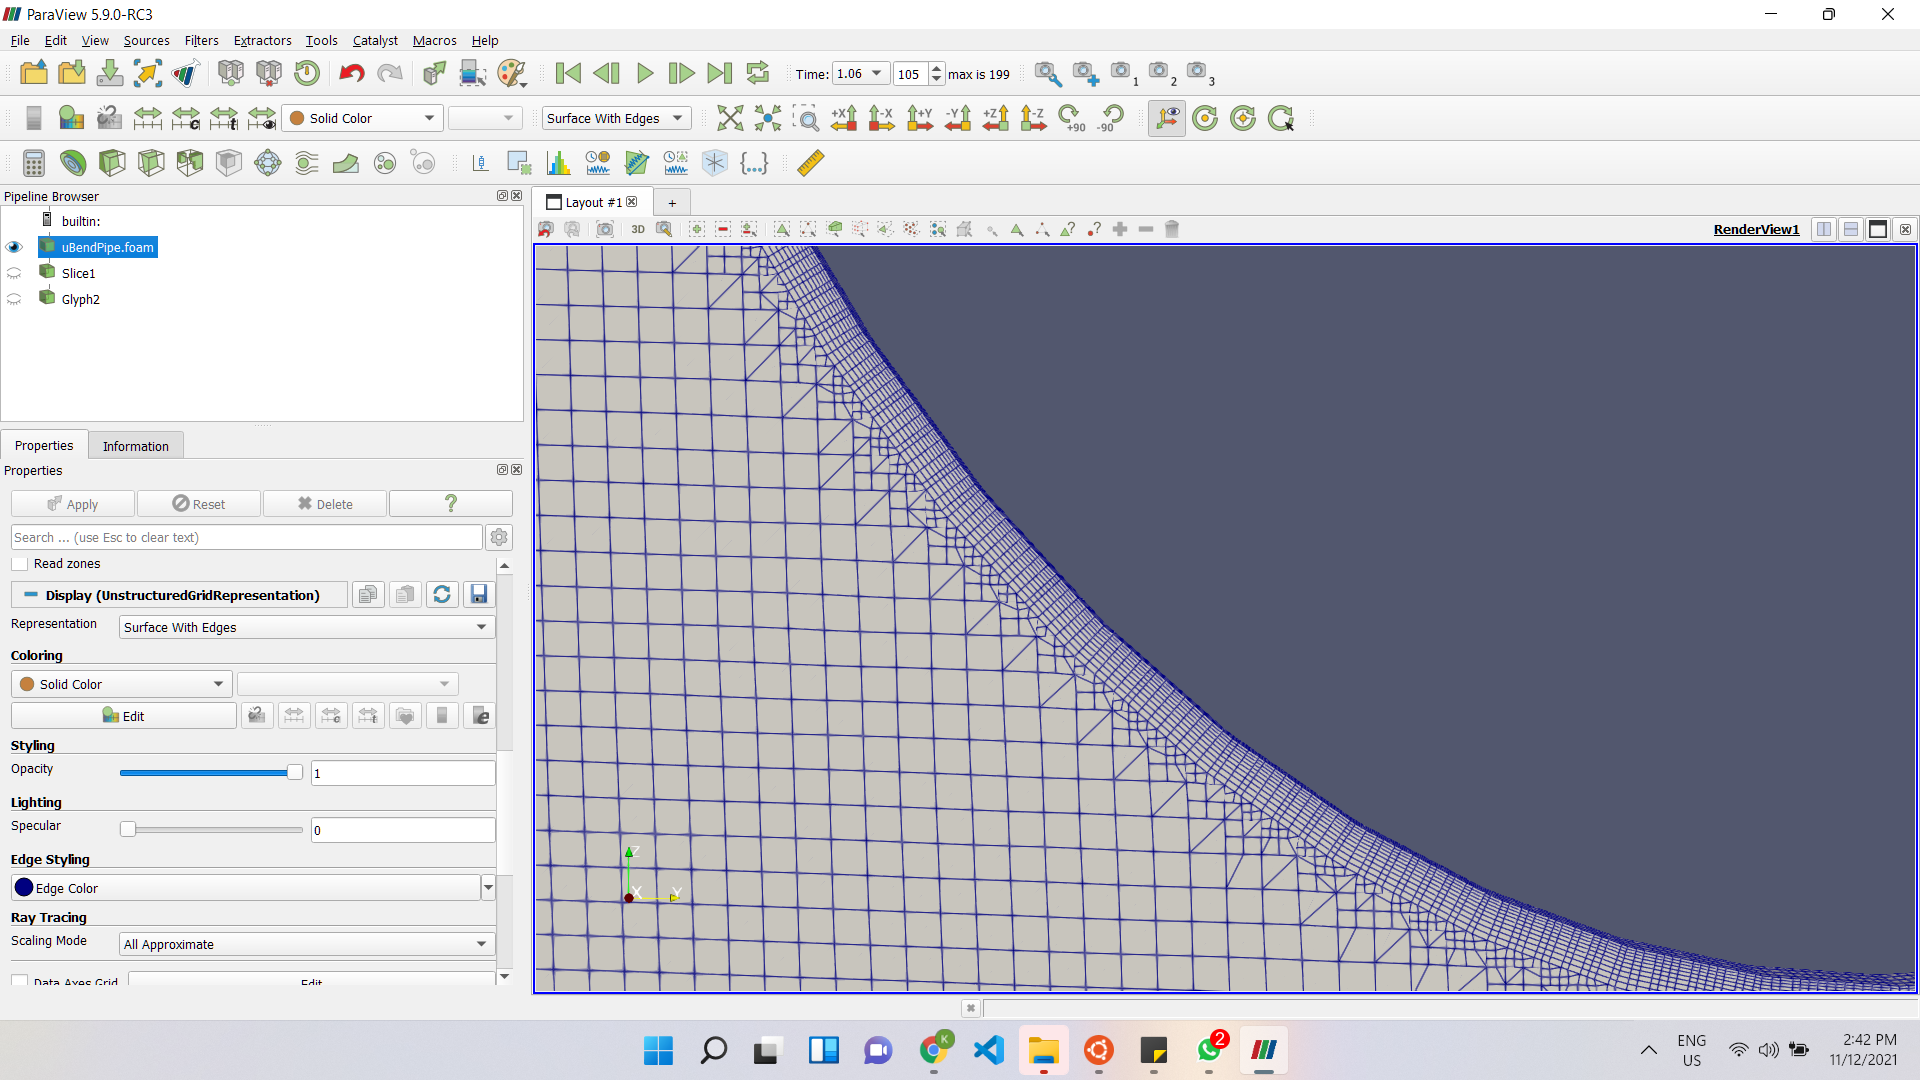 ParaView 5.9.0-RC3
File Edit View Sources Filters Extractors Tools Catalyst Macros Help
Time: 1.06 105 max is 199 1 2 3
Solid Color Surface With Edges +X -X +Y -Y +Z -Z +90 -90
Pipeline Browser
builtin:
uBendPipe.foam
Slice1
Glyph2
Layout #1 +
3D RenderView1
Properties Information
Properties
Apply Reset Delete ?
Search ... (use Esc to clear text)
Read zones
Display (UnstructuredGridRepresentation)
Representation Surface With Edges
Coloring
Solid Color
Edit
Styling
Opacity 1
Lighting
Specular 0
Edge Styling
Edge Color
Ray Tracing
Scaling Mode All Approximate
Data Axes Grid Edit
Z
X Y
K 2
ENG
US
2:42 PM
11/12/2021